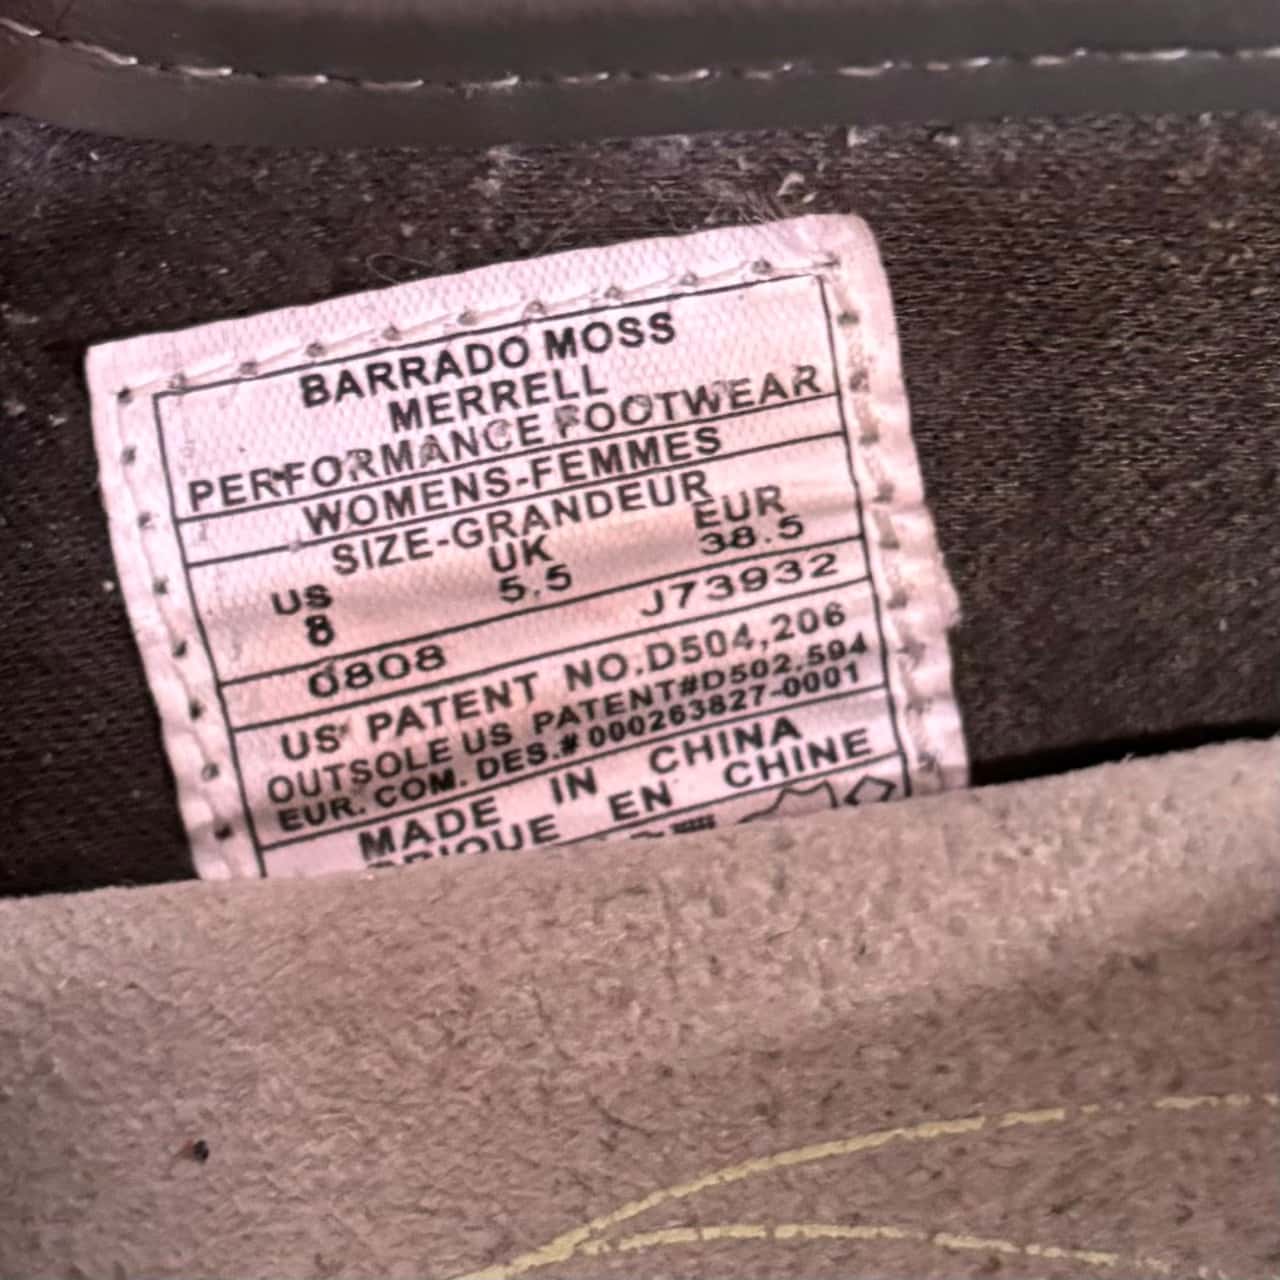 BARRADO MOSS
MERRELL
PERFORMANCE FOOTWEAR
WOMENS-FEMMES
SIZE-GRANDEUR
US UK EUR
8 5.5 38.5
0808 J73932
US PATENT NO.D504,206
OUTSOLE US PATENT#D502,594
EUR. COM. DES.# 000263827-0001
MADE IN CHINA
EN CHINE